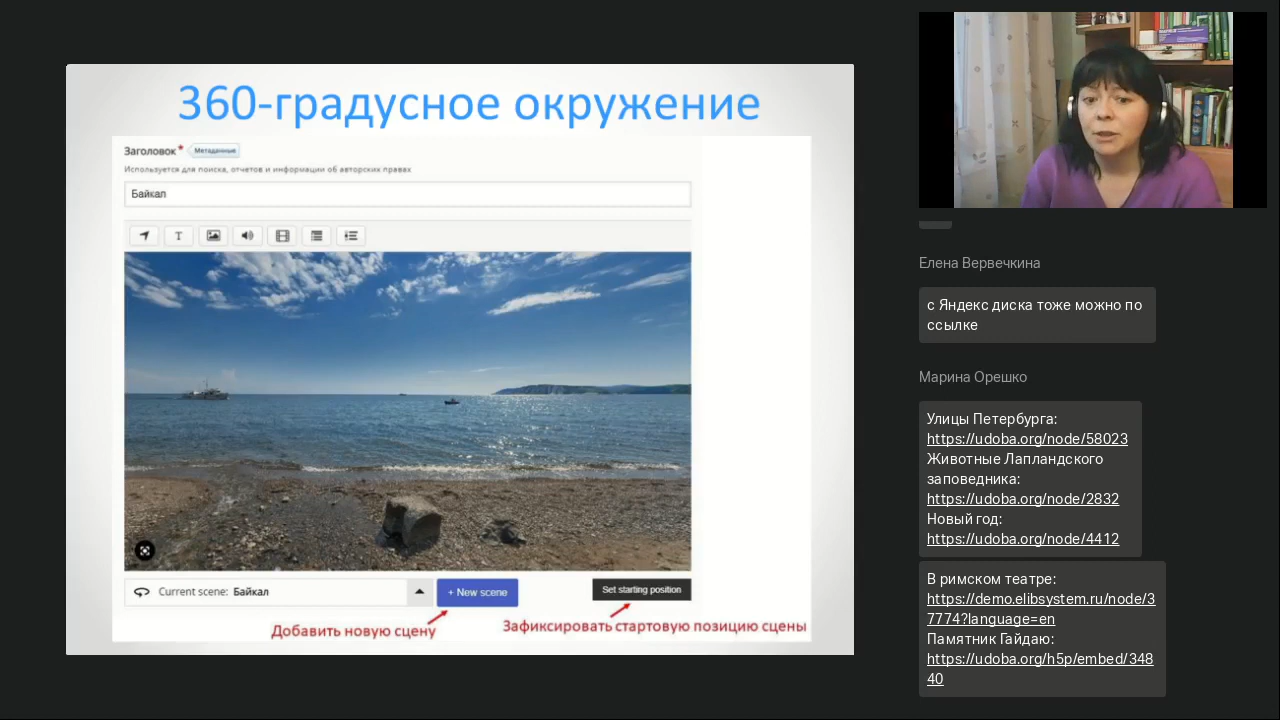 360-градусное окружение
Заголовок* Метаданные
Используется для поиска, отчетов и информации об авторских правах
Байкал
T
Current scene: Байкал
+ New scene
Set starting position
Добавить новую сцену
Зафиксировать стартовую позицию сцены
Елена Вервечкина
с Яндекс диска тоже можно по
ссылке
Марина Орешко
Улицы Петербурга:
https://udoba.org/node/58023
Животные Лапландского
заповедника:
https://udoba.org/node/2832
Новый год:
https://udoba.org/node/4412
В римском театре:
https://demo.elibsystem.ru/node/3
7774?language=en
Памятник Гайдаю:
https://udoba.org/h5p/embed/348
40